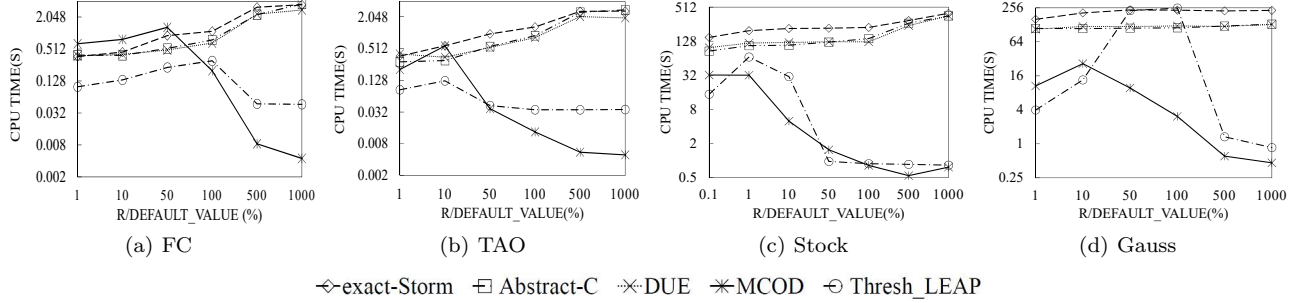 CPU TIME(S)
2.048
0.512
0.128
0.032
0.008
0.002
1 10 50 100 500 1000
R/DEFAULT_VALUE (%)
(a) FC
CPU TIME(S)
2.048
0.512
0.128
0.032
0.008
0.002
1 10 50 100 500 1000
R/DEFAULT_VALUE(%)
(b) TAO
CPU TIME(S)
512
128
32
8
2
0.5
0.1 1 10 50 100 500 1000
R/DEFAULT_VALUE(%)
(c) Stock
CPU TIME(S)
256
64
16
4
1
0.25
1 10 50 100 500 1000
R/DEFAULT_VALUE(%)
(d) Gauss
exact-Storm Abstract-C DUE MCOD Thresh_LEAP